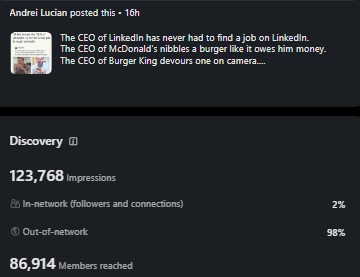 Andrei Lucian posted this • 16h
The CEO of LinkedIn has never had to find a job on LinkedIn.
The CEO of McDonald's nibbles a burger like it owes him money.
The CEO of Burger King devours one on camera....
Discovery
123,768 Impressions
In-network (followers and connections) 2%
Out-of-network 98%
86,914 Members reached